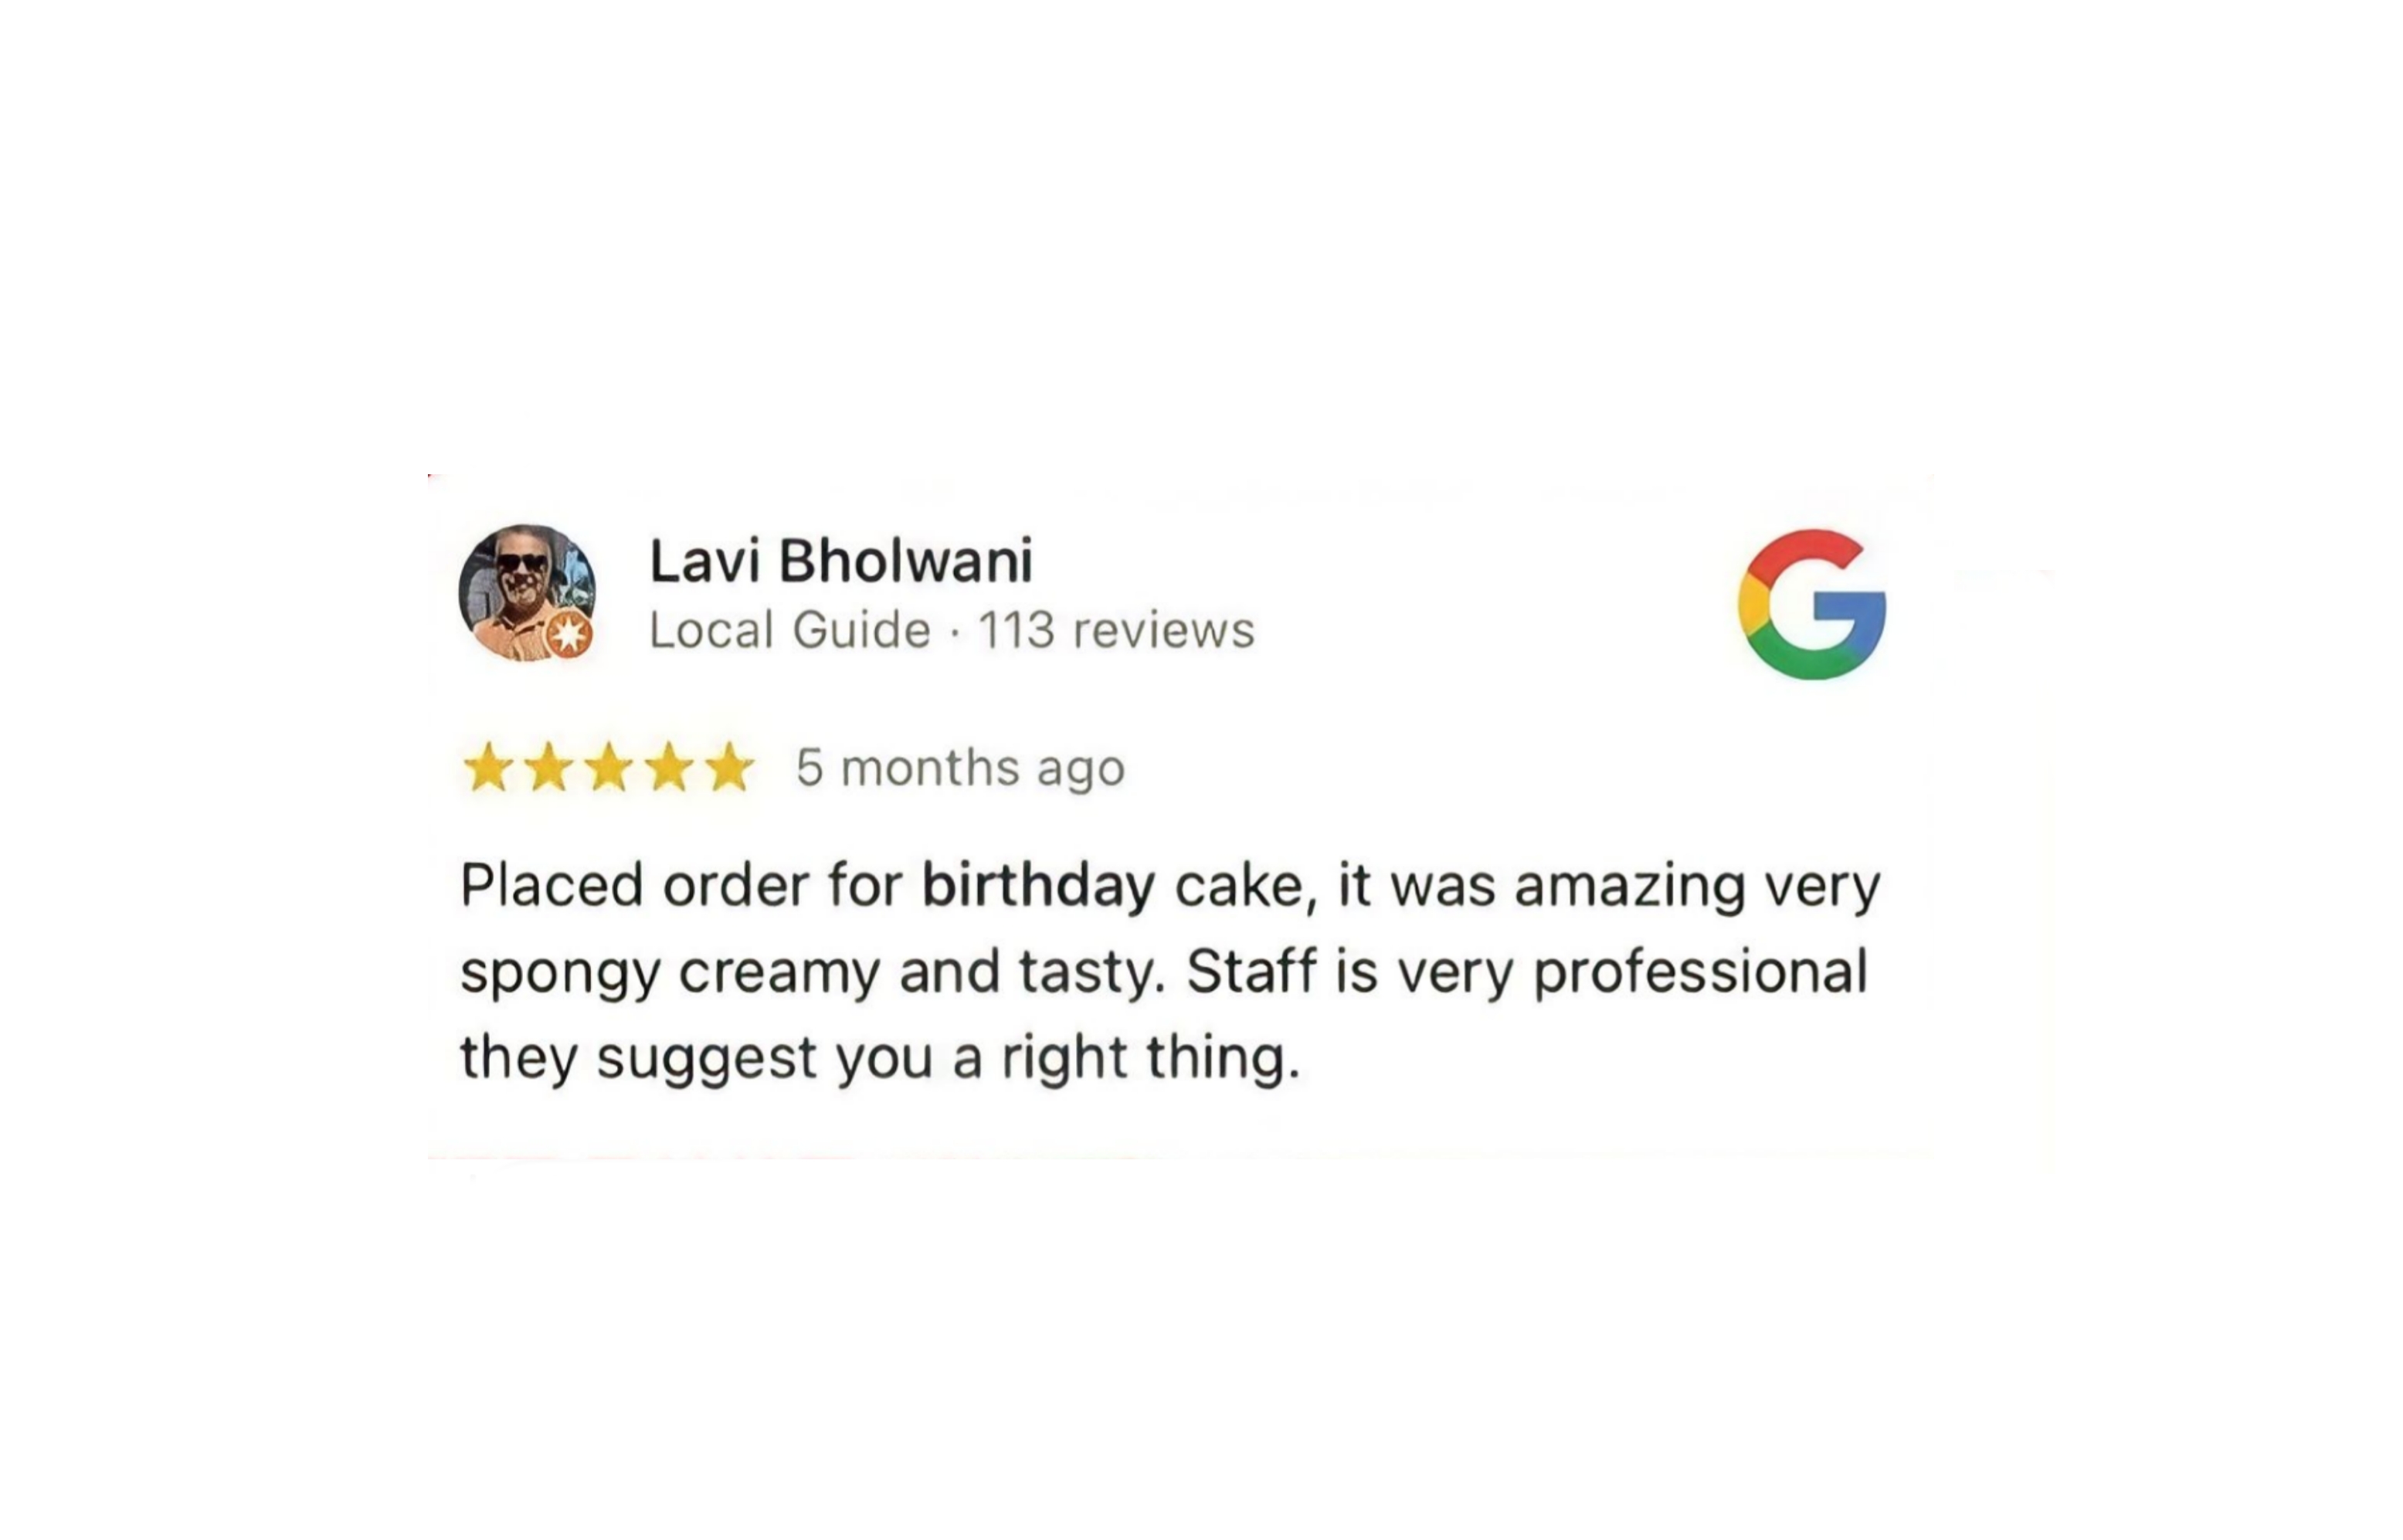 Lavi Bholwani
Local Guide · 113 reviews
5 months ago
Placed order for birthday cake, it was amazing very
spongy creamy and tasty. Staff is very professional
they suggest you a right thing.